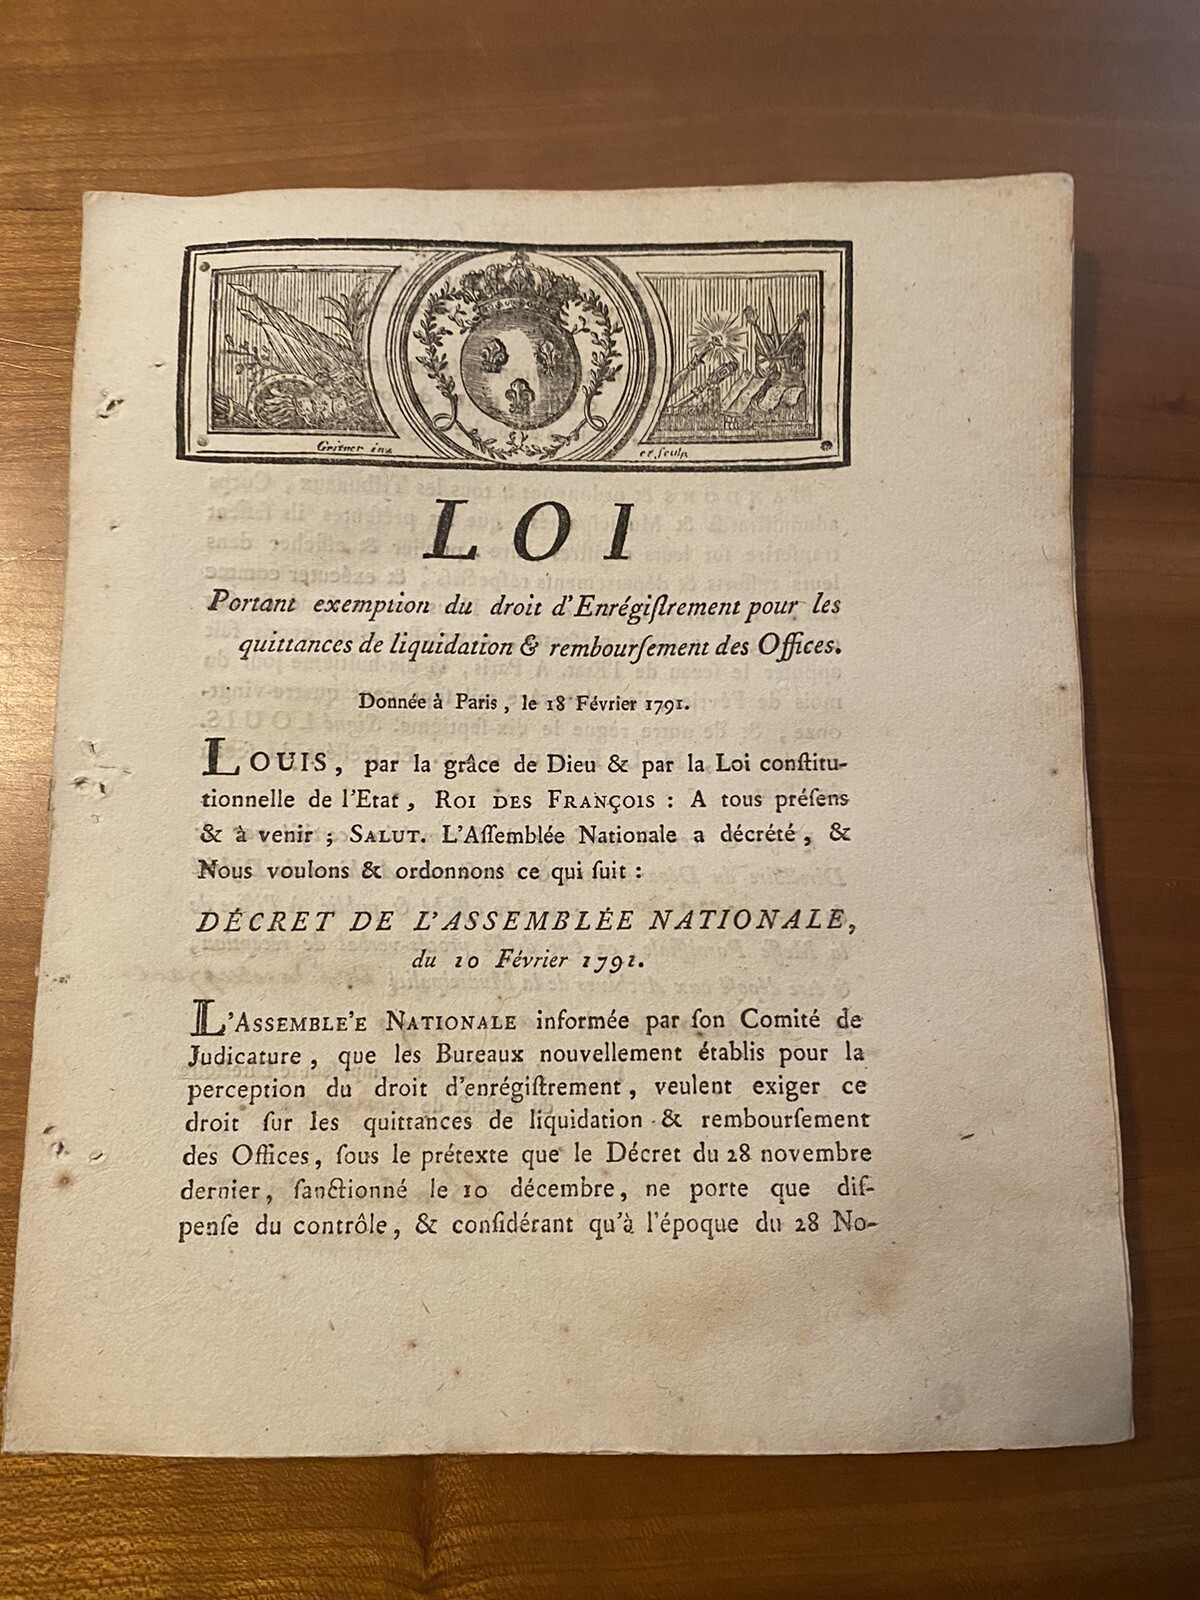 Gritner inv. et sculp
LOI
Portant exemption du droit d'Enrégiſtrement pour les
quittances de liquidation & rembourſement des Offices.
Donnée à Paris, le 18 Février 1791.
LOUIS, par la grâce de Dieu & par la Loi conſtitu-
tionnelle de l'Etat, ROI DES FRANÇOIS : A tous préſens
& à venir ; SALUT. L'Aſſemblée Nationale a décrété, &
Nous voulons & ordonnons ce qui ſuit :
DÉCRET DE L'ASSEMBLÉE NATIONALE,
du 10 Février 1791.
L'ASSEMBLE'E NATIONALE informée par ſon Comité de
Judicature, que les Bureaux nouvellement établis pour la
perception du droit d'enrégiſtrement, veulent exiger ce
droit ſur les quittances de liquidation & rembourſement
des Offices, ſous le prétexte que le Décret du 28 novembre
dernier, ſanctionné le 10 décembre, ne porte que diſ-
penſe du contrôle, & conſidérant qu'à l'époque du 28 No-